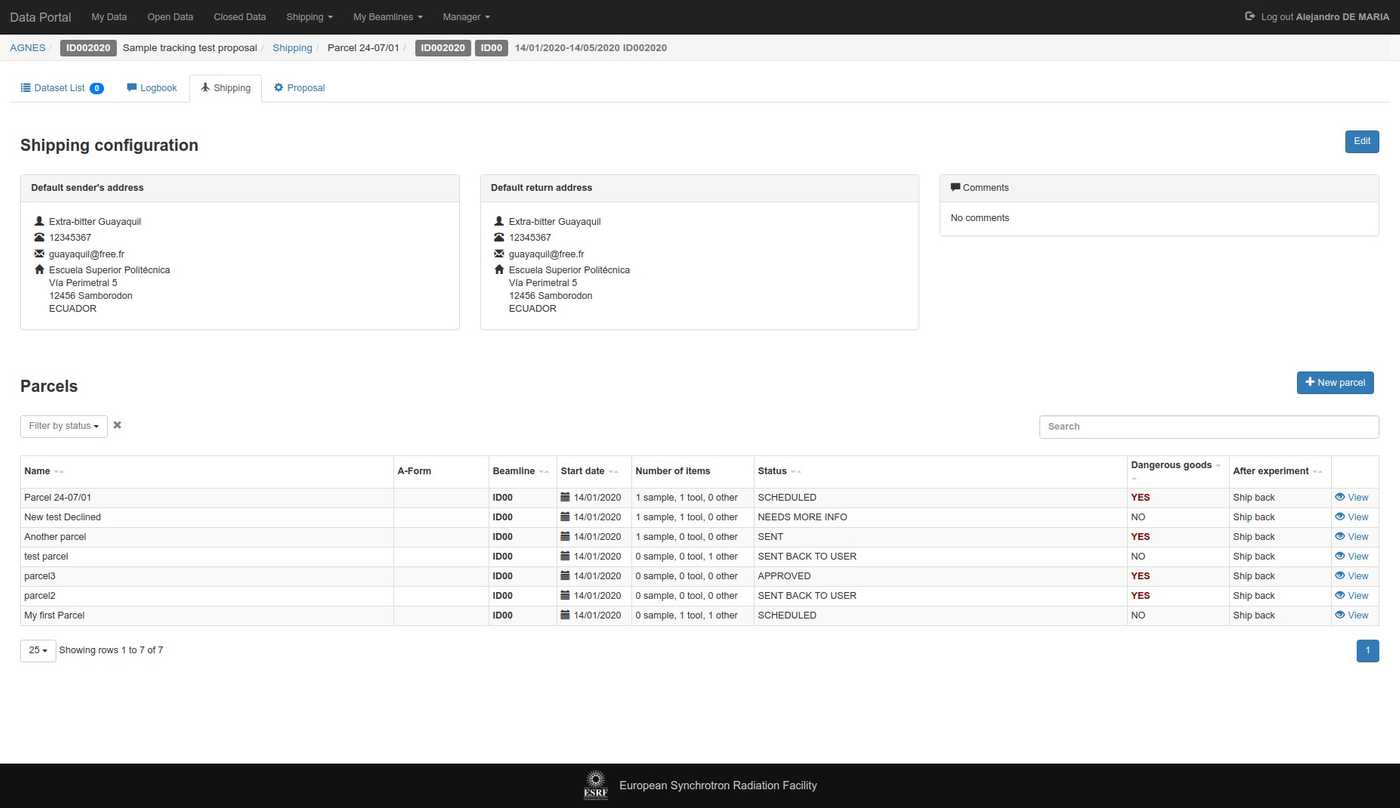 Data Portal My Data Open Data Closed Data Shipping My Beamlines Manager Log out Alejandro DE MARIA
AGNES / ID002020 Sample tracking test proposal / Shipping / Parcel 24-07/01 / ID002020 ID00 14/01/2020-14/05/2020 ID002020
Dataset List 0 Logbook Shipping Proposal
Shipping configuration Edit
Default sender's address
Extra-bitter Guayaquil
12345367
guayaquil@free.fr
Escuela Superior Politécnica
Vía Perimetral 5
12456 Samborodon
ECUADOR
Default return address
Extra-bitter Guayaquil
12345367
guayaquil@free.fr
Escuela Superior Politécnica
Vía Perimetral 5
12456 Samborodon
ECUADOR
Comments
No comments
Parcels New parcel
Filter by status Search
Name A-Form Beamline Start date Number of items Status Dangerous goods After experiment
Parcel 24-07/01 ID00 14/01/2020 1 sample, 1 tool, 0 other SCHEDULED YES Ship back View
New test Declined ID00 14/01/2020 1 sample, 1 tool, 0 other NEEDS MORE INFO NO Ship back View
Another parcel ID00 14/01/2020 1 sample, 0 tool, 0 other SENT YES Ship back View
test parcel ID00 14/01/2020 0 sample, 0 tool, 1 other SENT BACK TO USER NO Ship back View
parcel3 ID00 14/01/2020 0 sample, 0 tool, 0 other APPROVED YES Ship back View
parcel2 ID00 14/01/2020 0 sample, 0 tool, 0 other SENT BACK TO USER YES Ship back View
My first Parcel ID00 14/01/2020 0 sample, 1 tool, 1 other SCHEDULED NO Ship back View
25 Showing rows 1 to 7 of 7 1
ESRF European Synchrotron Radiation Facility